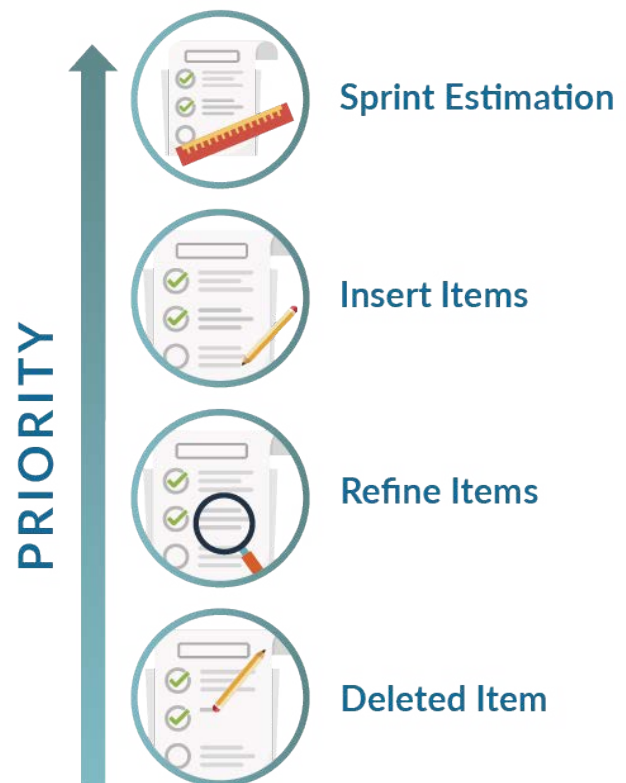 Sprint Estimation
Insert Items
PRIORITY
Refine Items
Deleted Item